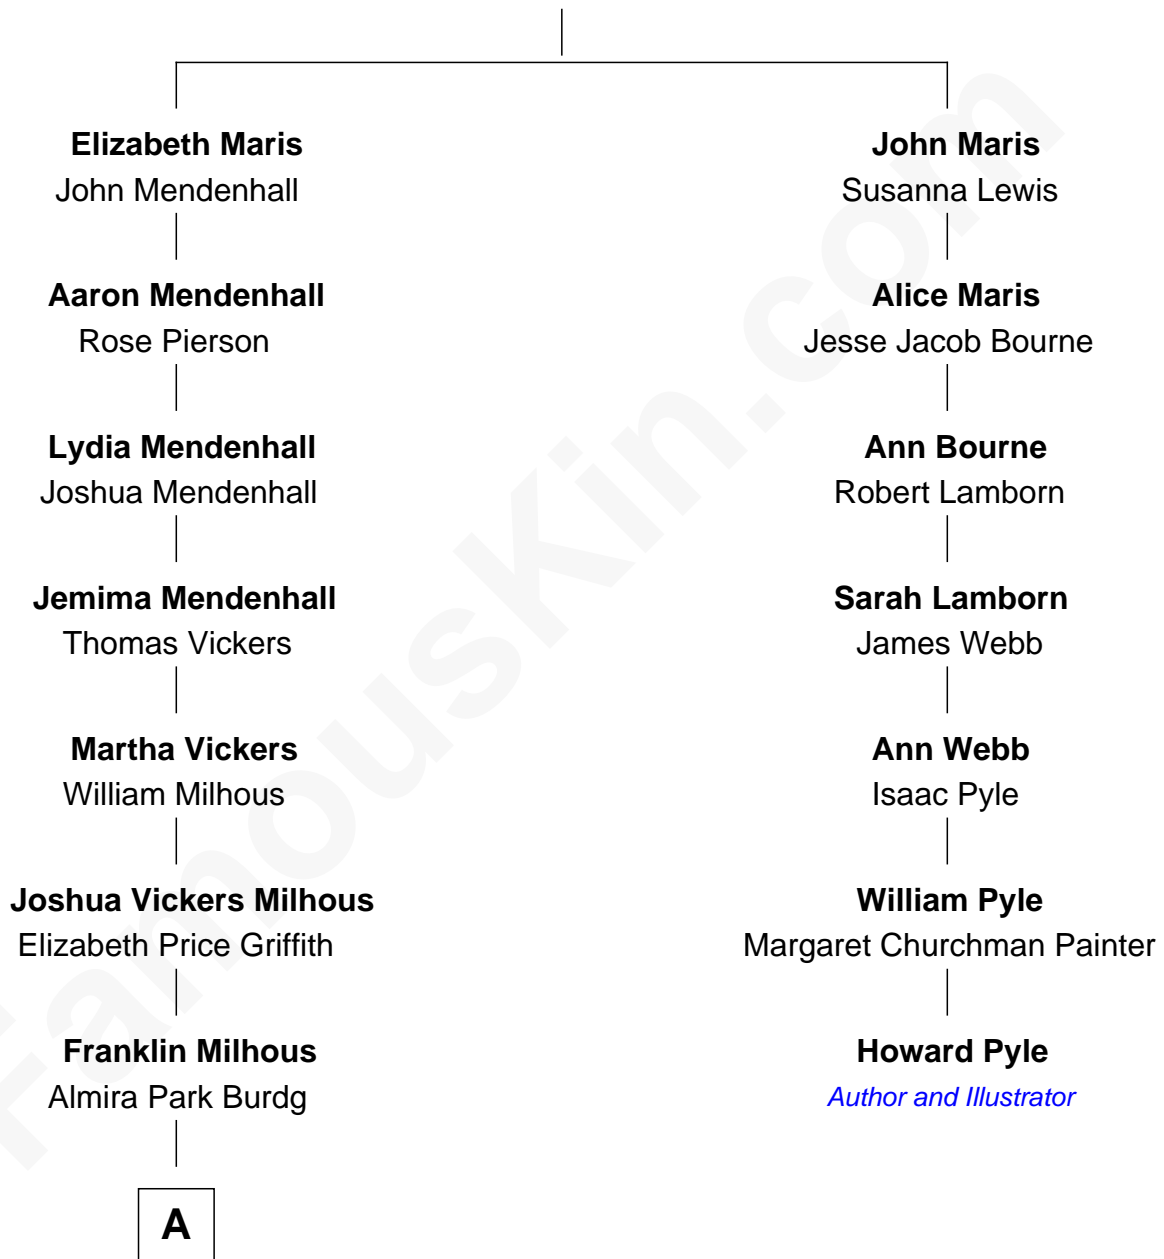 Elizabeth Maris
John Mendenhall
Aaron Mendenhall
Rose Pierson
Lydia Mendenhall
Joshua Mendenhall
Jemima Mendenhall
Thomas Vickers
Martha Vickers
William Milhous
Joshua Vickers Milhous
Elizabeth Price Griffith
Franklin Milhous
Almira Park Burdg
A
John Maris
Susanna Lewis
Alice Maris
Jesse Jacob Bourne
Ann Bourne
Robert Lamborn
Sarah Lamborn
James Webb
Ann Webb
Isaac Pyle
William Pyle
Margaret Churchman Painter
Howard Pyle
Author and Illustrator
FamousKin.com